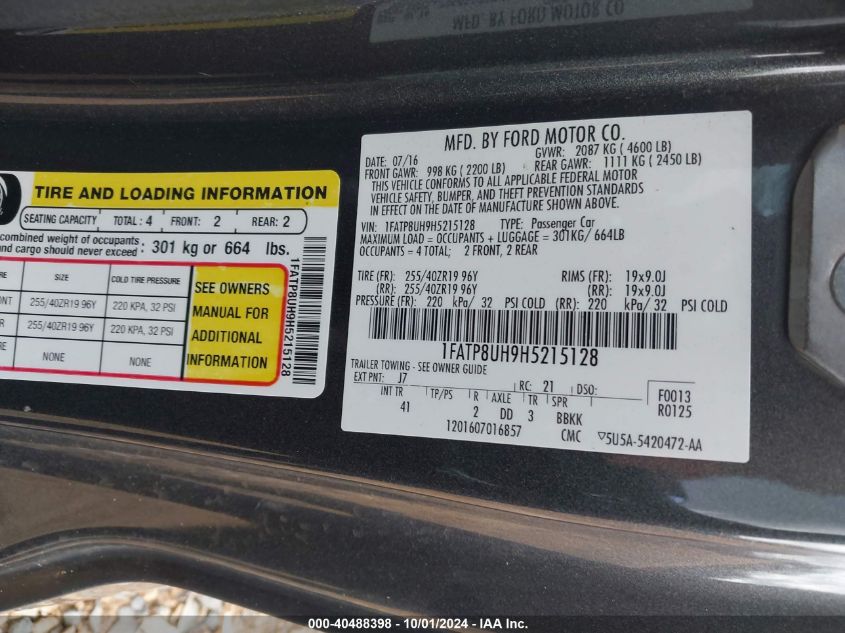 MFD. BY FORD MOTOR CO.
TIRE AND LOADING INFORMATION
SEATING CAPACITY TOTAL: 4 FRONT: 2 REAR: 2
combined weight of occupants : 301 kg or 664 lbs.
and cargo should never exceed :
SIZE COLD TIRE PRESSURE
255/40ZR19 96Y 220 KPA, 32 PSI
255/40ZR19 96Y 220 KPA, 32 PSI
NONE NONE
SEE OWNERS
MANUAL FOR
ADDITIONAL
INFORMATION
1FATP8UH9H5215128
MFD. BY FORD MOTOR CO.
DATE: 07/16 GVWR: 2087 KG ( 4600 LB)
FRONT GAWR: 998 KG ( 2200 LB) REAR GAWR: 1111 KG ( 2450 LB)
THIS VEHICLE CONFORMS TO ALL APPLICABLE FEDERAL MOTOR
VEHICLE SAFETY, BUMPER, AND THEFT PREVENTION STANDARDS
IN EFFECT ON THE DATE OF MANUFACTURE SHOWN ABOVE.
VIN: 1FATP8UH9H5215128 TYPE: Passenger Car
MAXIMUM LOAD = OCCUPANTS + LUGGAGE = 301KG/ 664LB
OCCUPANTS = 4 TOTAL; 2 FRONT, 2 REAR
TIRE (FR): 255/40ZR19 96Y RIMS (FR): 19x9.0J
(RR): 255/40ZR19 96Y (RR): 19x9.0J
PRESSURE (FR): 220 kPa/ 32 PSI COLD (RR): 220 kPa/ 32 PSI COLD
1FATP8UH9H5215128
TRAILER TOWING - SEE OWNER GUIDE
EXT PNT: J7 RC: 21 DSO: F0013
R0125
INT TR TP/PS R AXLE TR SPR
41 2 DD 3 BBKK
1201607016857 CMC ▽5U5A-5420472-AA
000-40488398 - 10/01/2024 - COPYRIGHT © 2024 IAA, INC.